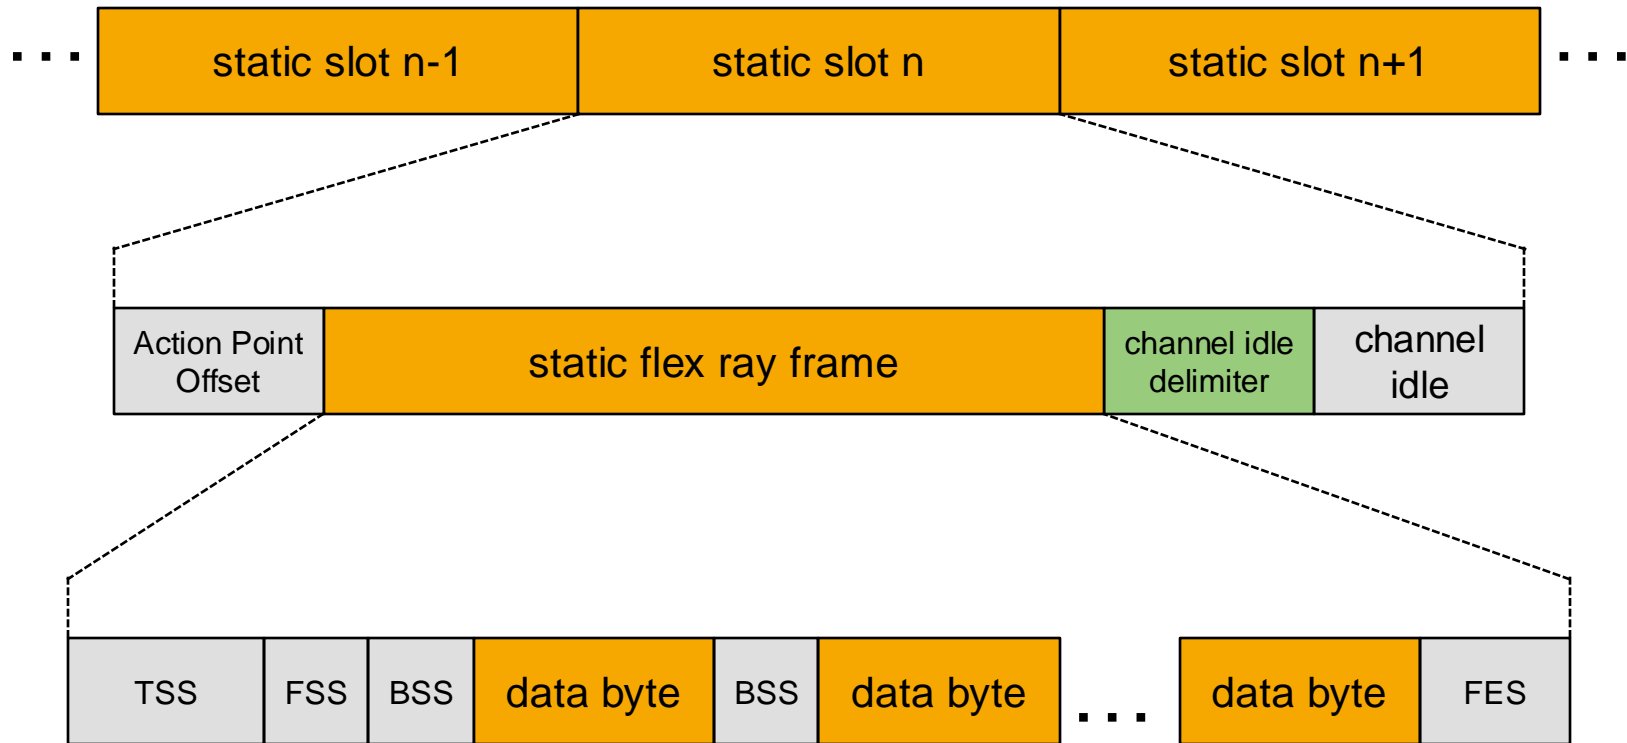 ... static slot n-1 static slot n static slot n+1 ...
Action Point
Offset
static flex ray frame
channel idle
delimiter
channel
idle
TSS FSS BSS data byte BSS data byte ... data byte FES